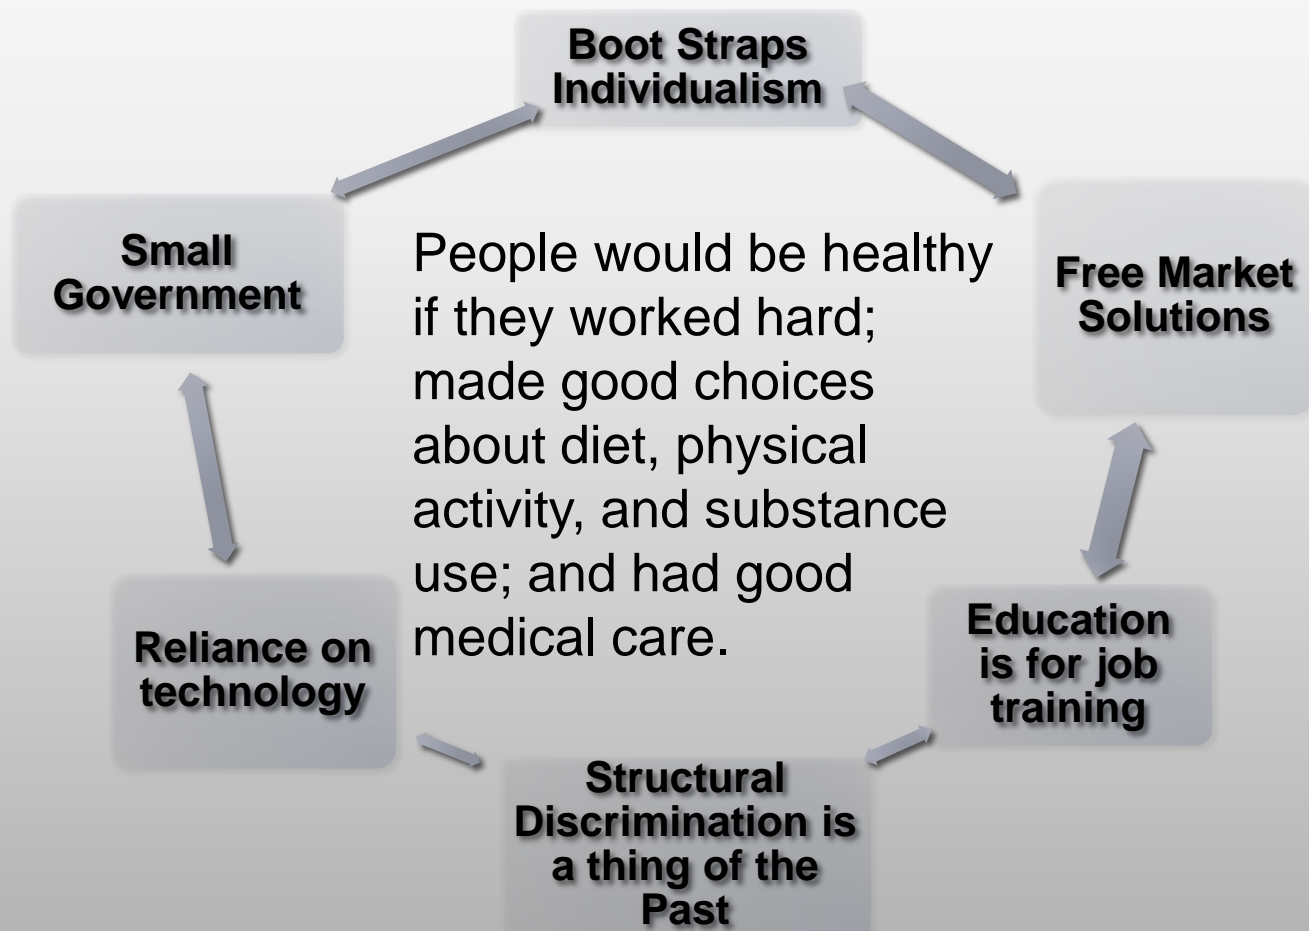 Boot Straps
Individualism
Small
Government
People would be healthy
if they worked hard;
made good choices
about diet, physical
activity, and substance
use; and had good
medical care.
Free Market
Solutions
Reliance on
technology
Education
is for job
training
Structural
Discrimination is
a thing of the
Past